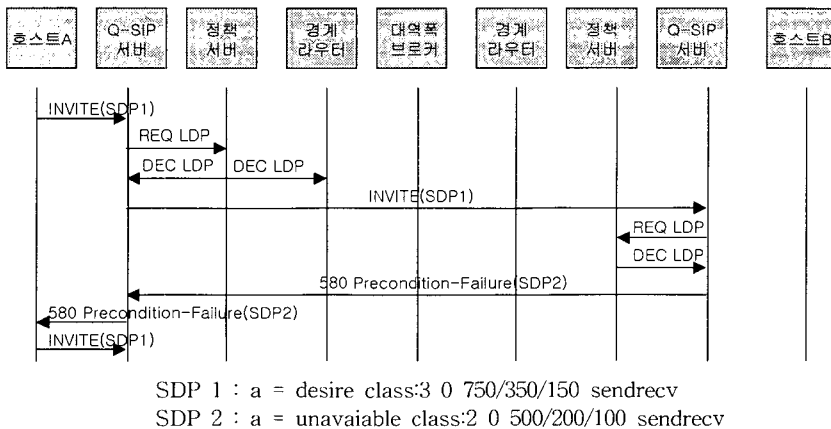 호스트A
Q-SIP
서버
정책
서버
경계
라우터
대역폭
브로커
경계
라우터
정책
서버
Q-SIP
서버
호스트B
INVITE(SDP1)
REQ LDP
DEC LDP
DEC LDP
INVITE(SDP1)
REQ LDP
DEC LDP
580 Precondition-Failure(SDP2)
580 Precondition-Failure(SDP2)
INVITE(SDP1)
SDP 1 : a = desire class:3 0 750/350/150 sendrecv
SDP 2 : a = unavaiable class:2 0 500/200/100 sendrecv